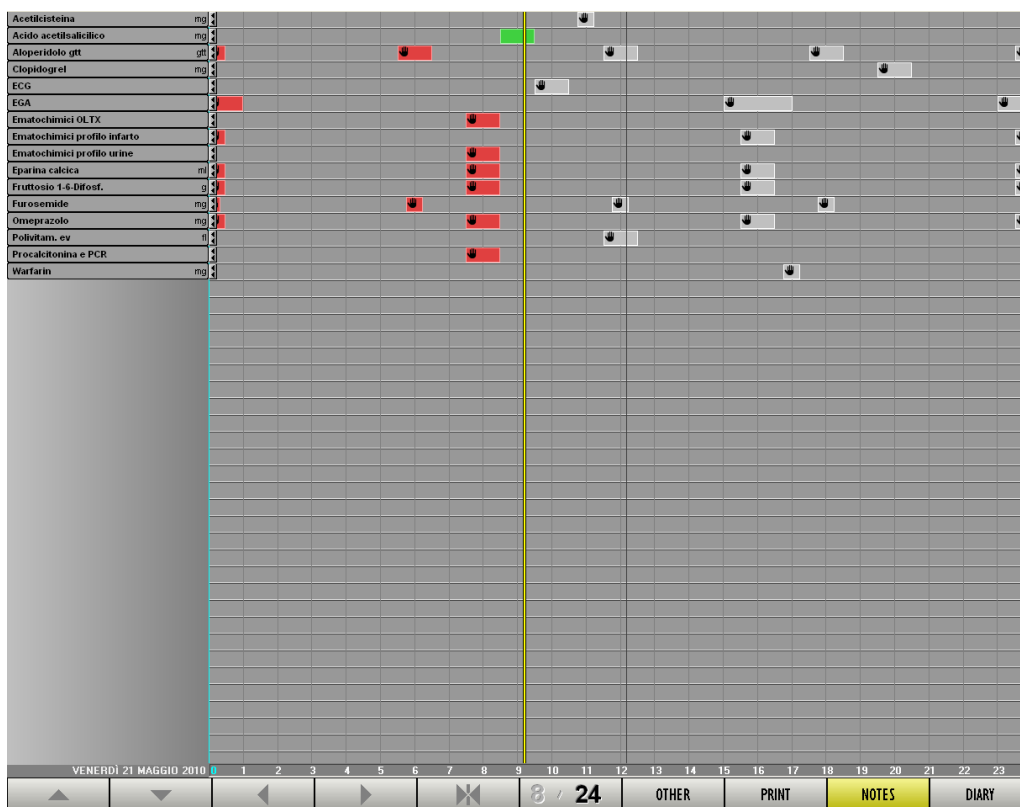 Acetilcisteina mg
Acido acetilsalicilico mg
Aloperidolo gtt gtt
Clopidogrel mg
ECG
EGA
Ematochimici OLTX
Ematochimici profilo infarto
Ematochimici profilo urine
Eparina calcica ml
Fruttosio 1-6-Difosf. g
Furosemide mg
Omeprazolo mg
Polivitam. ev fl
Procalcitonina e PCR
Warfarin mg
VENERDÌ 21 MAGGIO 2010 0 1 2 3 4 5 6 7 8 9 10 11 12 13 14 15 16 17 18 19 20 21 22 23
8 / 24 OTHER PRINT NOTES DIARY